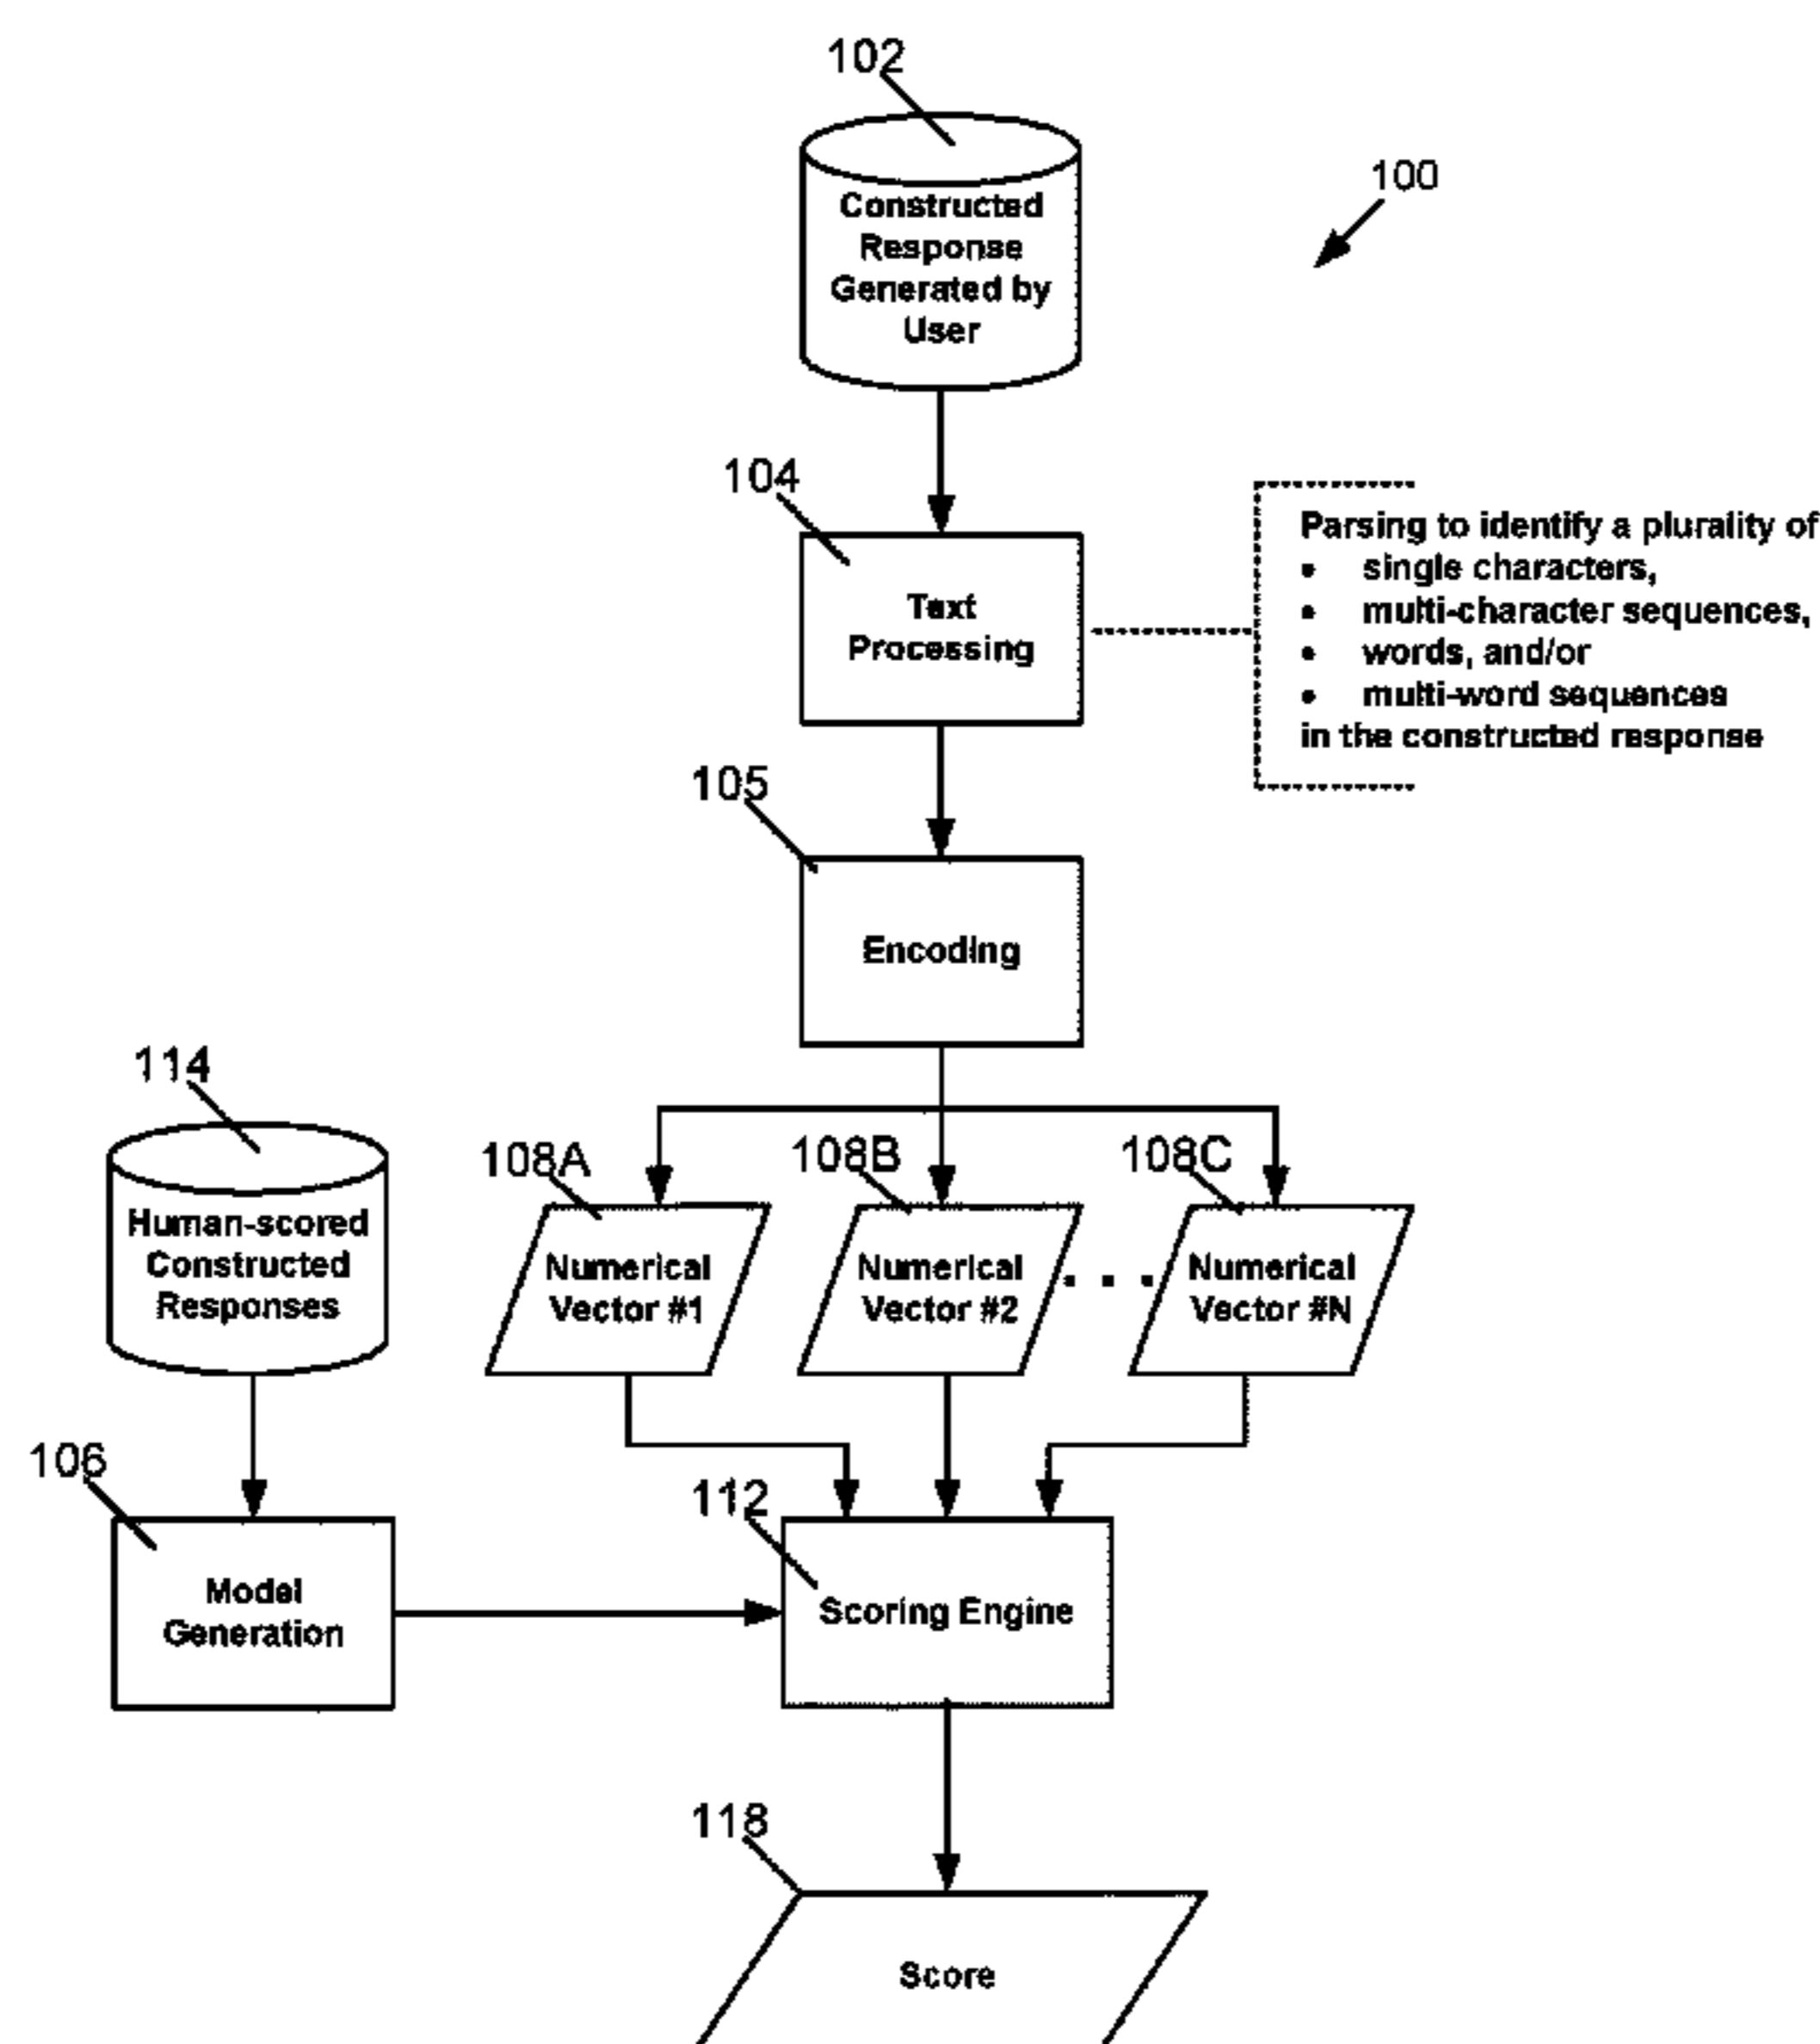 102
100
Constructed
Response
Generated by
User
104
Text
Processing
Parsing to identify a plurality of
• single characters,
• multi-character sequences,
• words, and/or
• multi-word sequences
in the constructed response
105
Encoding
114
Human-scored
Constructed
Responses
108A
108B
108C
Numerical
Vector #1
Numerical
Vector #2
. . .
Numerical
Vector #N
106
Model
Generation
112
Scoring Engine
118
Score